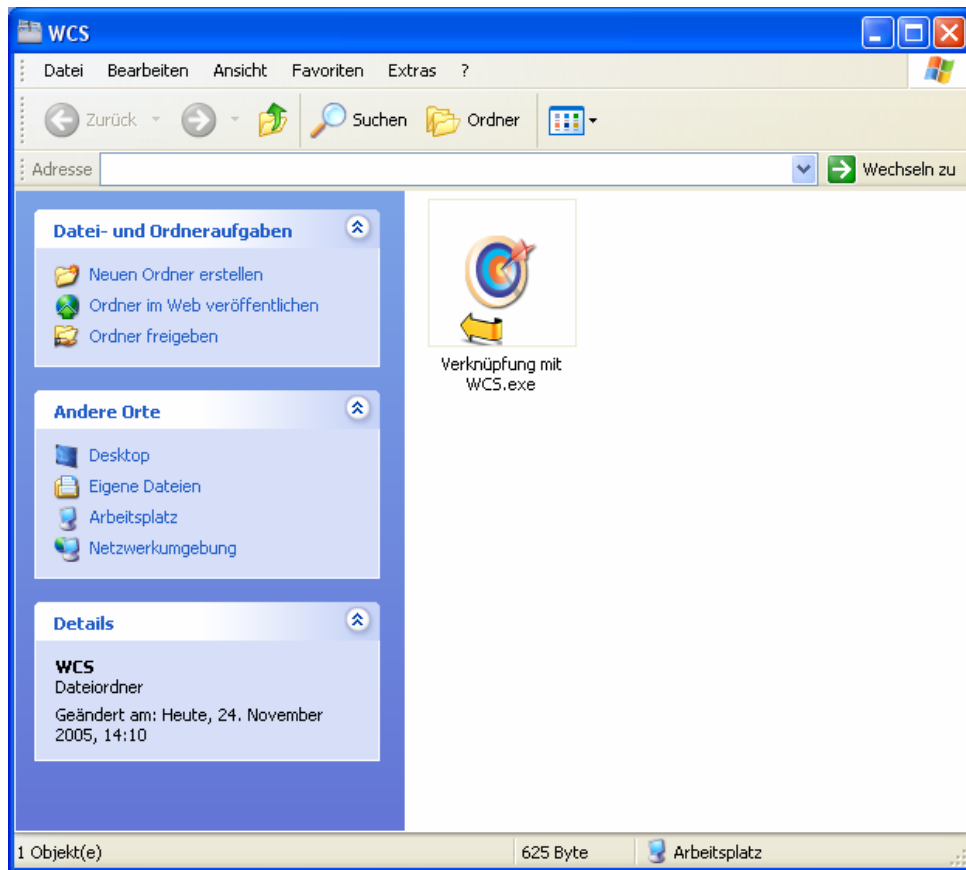 WCS
Datei Bearbeiten Ansicht Favoriten Extras ?
Zurück Suchen Ordner
Adresse Wechseln zu
Datei- und Ordneraufgaben
Neuen Ordner erstellen
Ordner im Web veröffentlichen
Ordner freigeben
Andere Orte
Desktop
Eigene Dateien
Arbeitsplatz
Netzwerkumgebung
Details
WCS
Dateiordner
Geändert am: Heute, 24. November
2005, 14:10
Verknüpfung mit
WCS.exe
1 Objekt(e) 625 Byte Arbeitsplatz